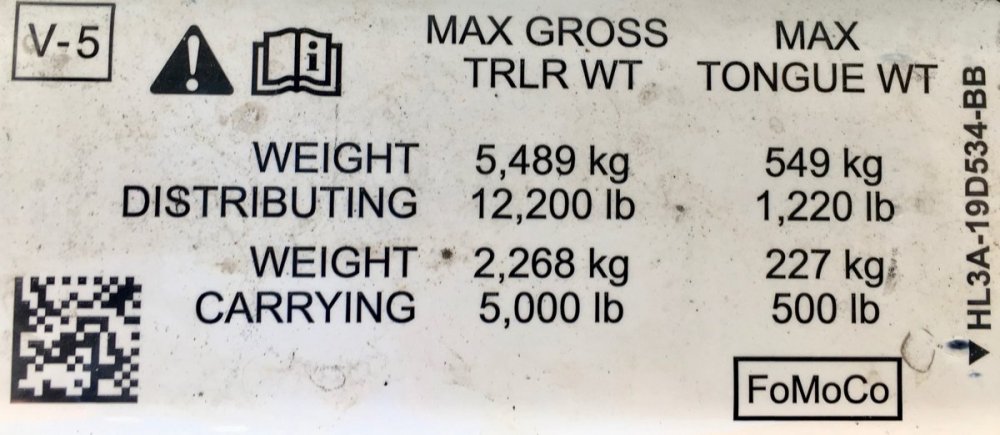 V-5
MAX GROSS
TRLR WT
MAX
TONGUE WT
WEIGHT
DISTRIBUTING
5,489 kg
12,200 lb
549 kg
1,220 lb
WEIGHT
CARRYING
2,268 kg
5,000 lb
227 kg
500 lb
FoMoCo
HL3A-19D534-BB